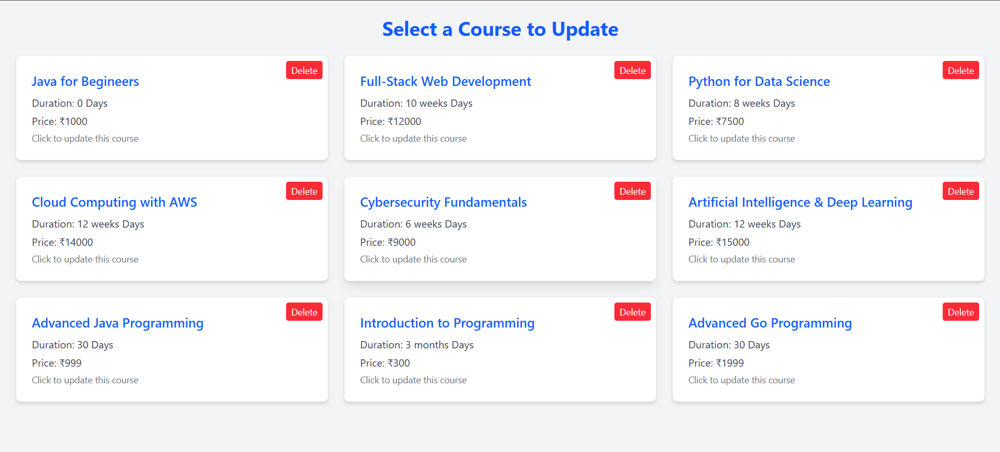 Select a Course to Update
Delete
Java for Begineers
Duration: 0 Days
Price: ₹1000
Click to update this course
Delete
Full-Stack Web Development
Duration: 10 weeks Days
Price: ₹12000
Click to update this course
Delete
Python for Data Science
Duration: 8 weeks Days
Price: ₹7500
Click to update this course
Delete
Cloud Computing with AWS
Duration: 12 weeks Days
Price: ₹14000
Click to update this course
Delete
Cybersecurity Fundamentals
Duration: 6 weeks Days
Price: ₹9000
Click to update this course
Delete
Artificial Intelligence & Deep Learning
Duration: 12 weeks Days
Price: ₹15000
Click to update this course
Delete
Advanced Java Programming
Duration: 30 Days
Price: ₹999
Click to update this course
Delete
Introduction to Programming
Duration: 3 months Days
Price: ₹300
Click to update this course
Delete
Advanced Go Programming
Duration: 30 Days
Price: ₹1999
Click to update this course